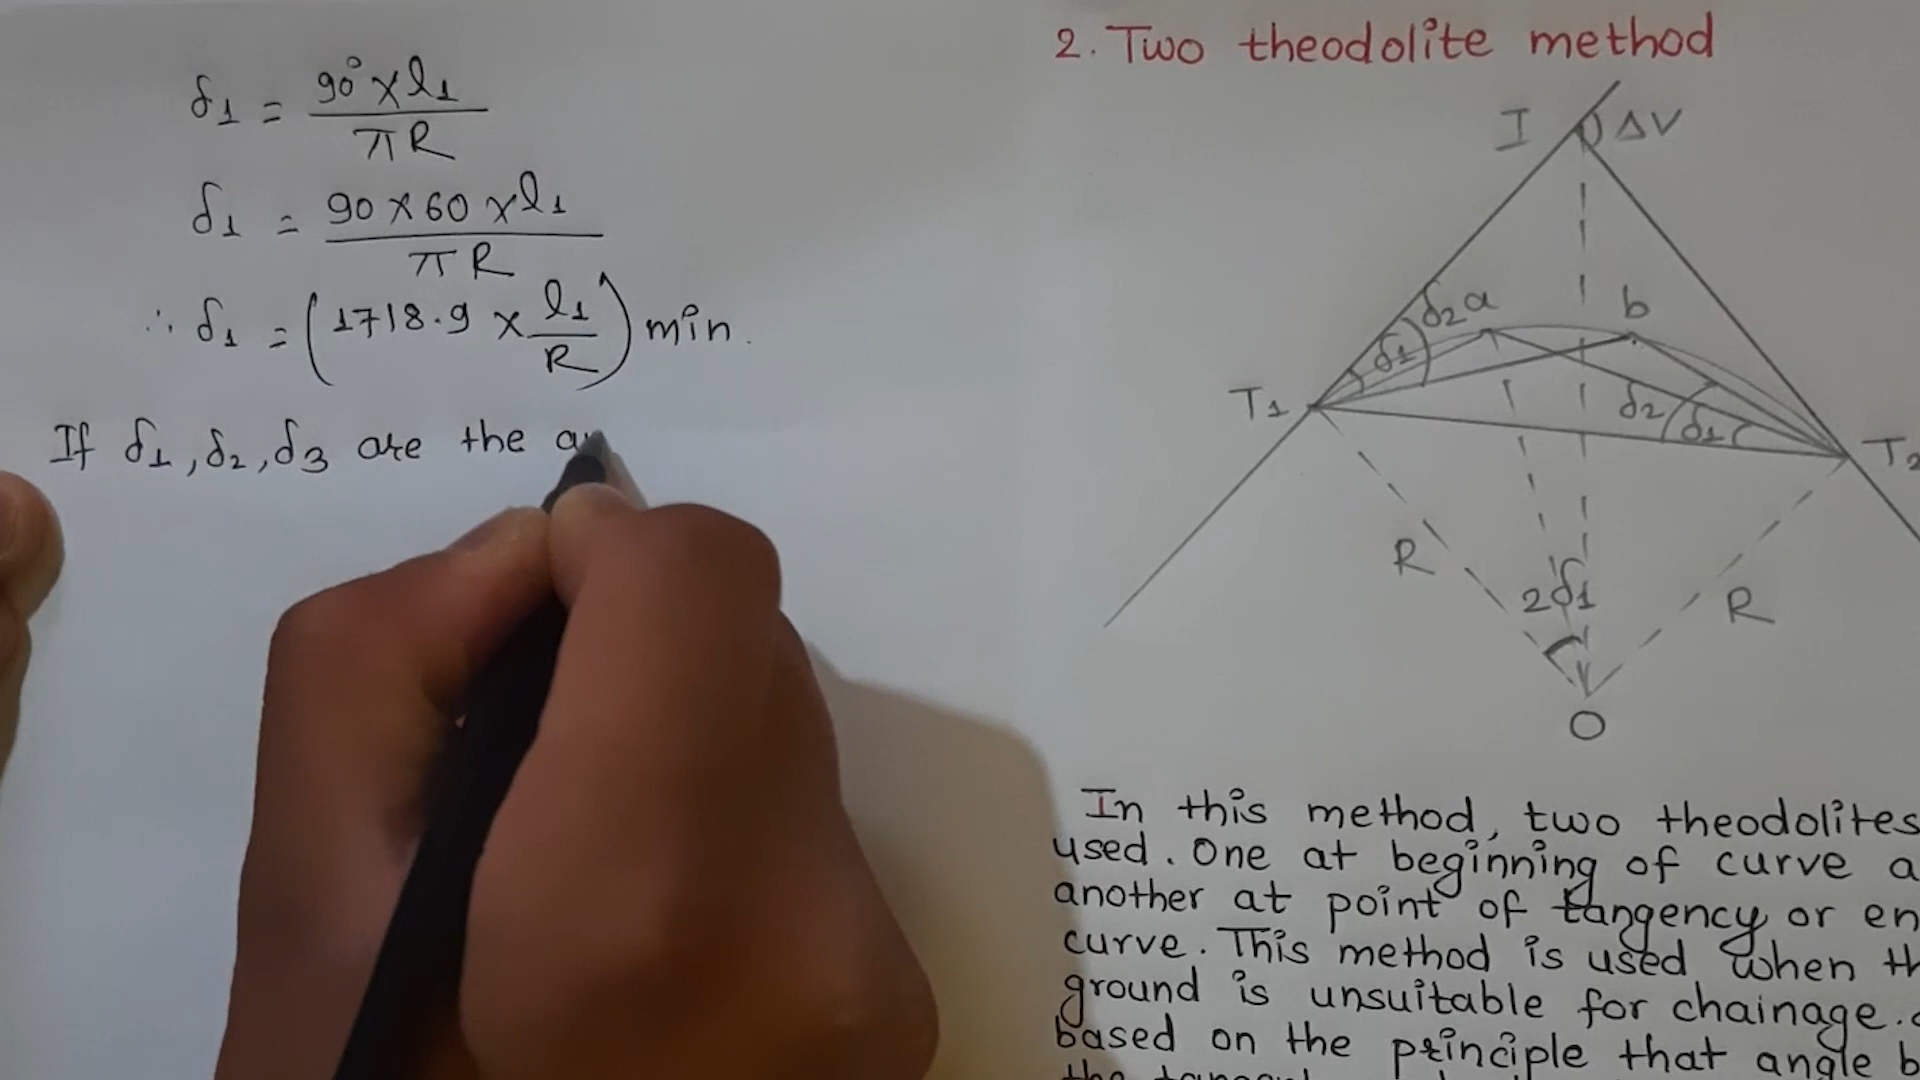 δ1 = 90° x l1 / πR
δ1 = 90 x 60 x l1 / πR
∴ δ1 = (1718.9 x l1 / R) min.
If δ1, δ2, δ3 are the
2. Two theodolite method
I ΔV
δ2 a b
δ1
T1 δ2 δ1 T2
R 2δ1 R
O
In this method, two theodolites
used. One at beginning of curve
another at point of tangency or
curve. This method is used when
ground is unsuitable for chainage.
based on the principle that angle
the